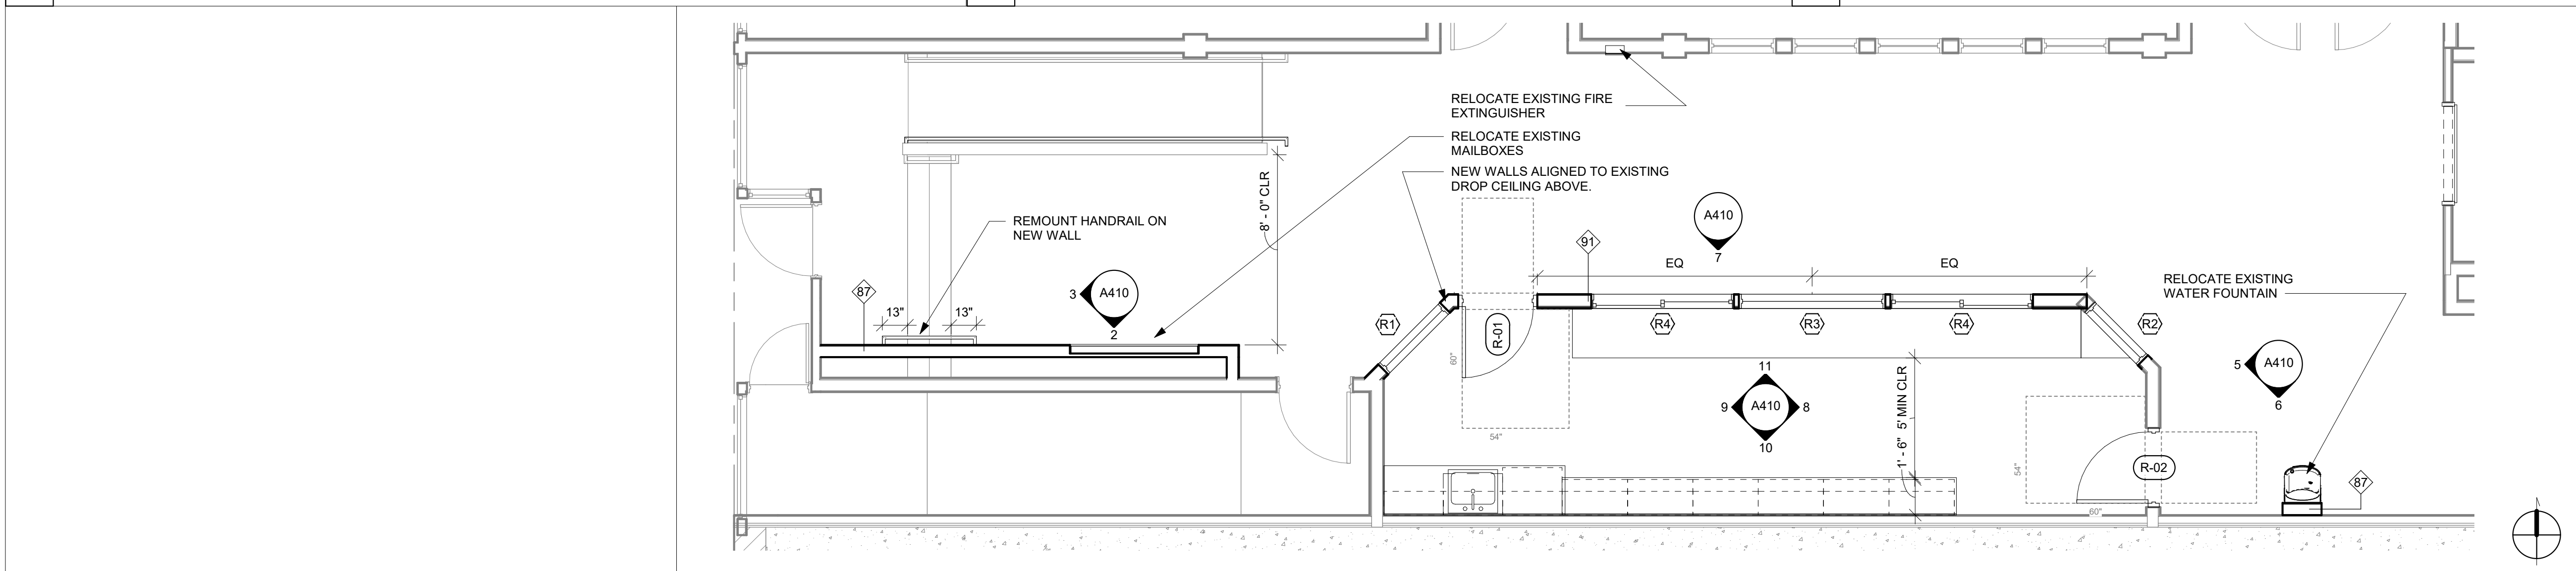 RELOCATE EXISTING FIRE
EXTINGUISHER
RELOCATE EXISTING
MAILBOXES
NEW WALLS ALIGNED TO EXISTING
DROP CEILING ABOVE.
REMOUNT HANDRAIL ON
NEW WALL
8' - 0" CLR
A410
7
91
EQ
EQ
RELOCATE EXISTING
WATER FOUNTAIN
87
3
A410
2
13"
13"
R1
R-01
60"
R4
R3
R4
R2
5
A410
6
11
9
A410
8
10
1' - 6"
5' MIN CLR
54"
54"
R-02
60"
87
N